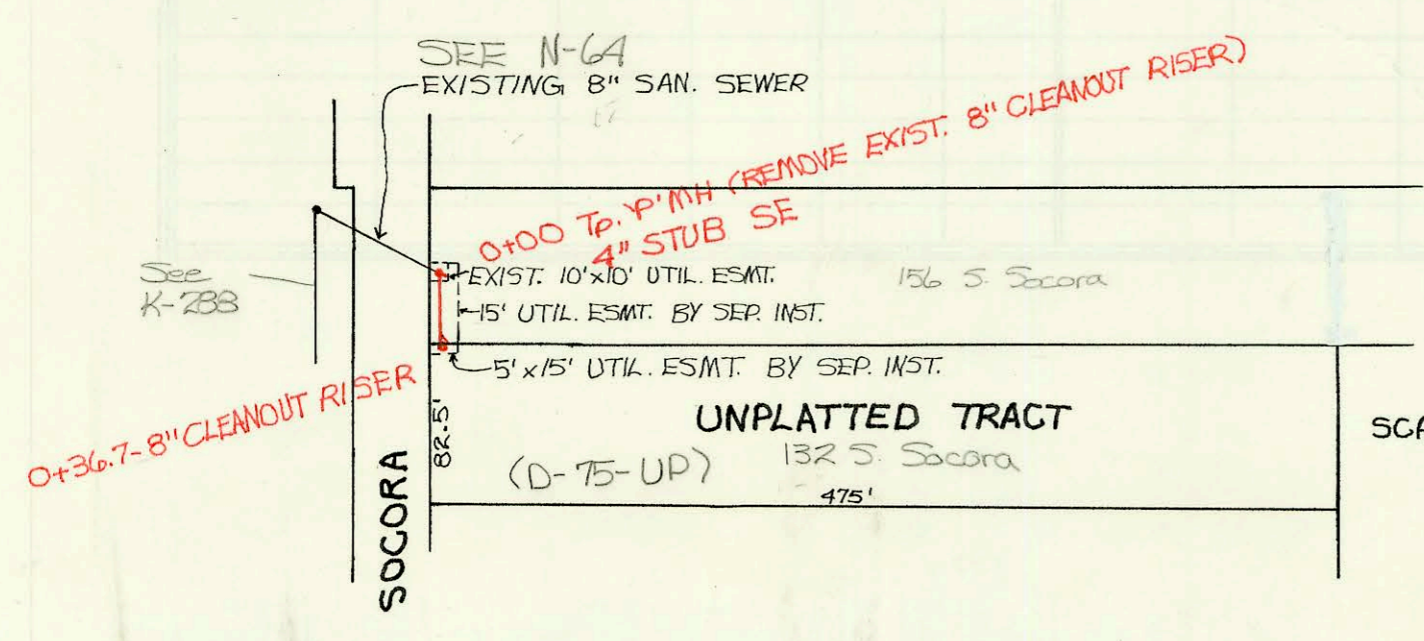 SEE N-64
EXISTING 8" SAN. SEWER
0+00 Tp. 'P' MH (REMOVE EXIST. 8" CLEANOUT RISER)
4" STUB SE
See
K-288
EXIST. 10'x10' UTIL. ESMT.
156 S. Socora
15' UTIL. ESMT. BY SEP. INST.
5'x15' UTIL. ESMT. BY SEP. INST.
0+36.7-8" CLEANOUT RISER
82.5'
UNPLATTED TRACT
132 S. Socora
(D-75-UP)
475'
SOCORA